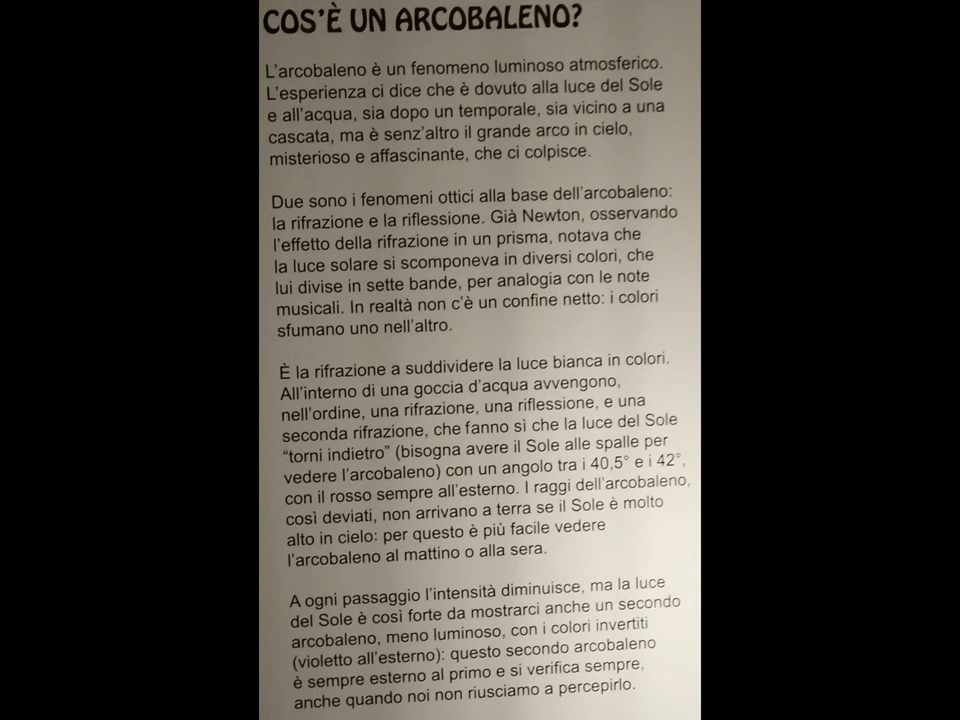 COS'È UN ARCOBALENO?
L'arcobaleno è un fenomeno luminoso atmosferico.
L'esperienza ci dice che è dovuto alla luce del Sole
e all'acqua, sia dopo un temporale, sia vicino a una
cascata, ma è senz'altro il grande arco in cielo,
misterioso e affascinante, che ci colpisce.
Due sono i fenomeni ottici alla base dell'arcobaleno:
la rifrazione e la riflessione. Già Newton, osservando
l'effetto della rifrazione in un prisma, notava che
la luce solare si scomponeva in diversi colori, che
lui divise in sette bande, per analogia con le note
musicali. In realtà non c'è un confine netto: i colori
sfumano uno nell'altro.
È la rifrazione a suddividere la luce bianca in colori.
All'interno di una goccia d'acqua avvengono,
nell'ordine, una rifrazione, una riflessione, e una
seconda rifrazione, che fanno sì che la luce del Sole
“torni indietro” (bisogna avere il Sole alle spalle per
vedere l'arcobaleno) con un angolo tra i 40,5° e i 42°,
con il rosso sempre all'esterno. I raggi dell'arcobaleno,
così deviati, non arrivano a terra se il Sole è molto
alto in cielo: per questo è più facile vedere
l'arcobaleno al mattino o alla sera.
A ogni passaggio l'intensità diminuisce, ma la luce
del Sole è così forte da mostrarci anche un secondo
arcobaleno, meno luminoso, con i colori invertiti
(violetto all'esterno): questo secondo arcobaleno
è sempre esterno al primo e si verifica sempre,
anche quando noi non riusciamo a percepirlo.